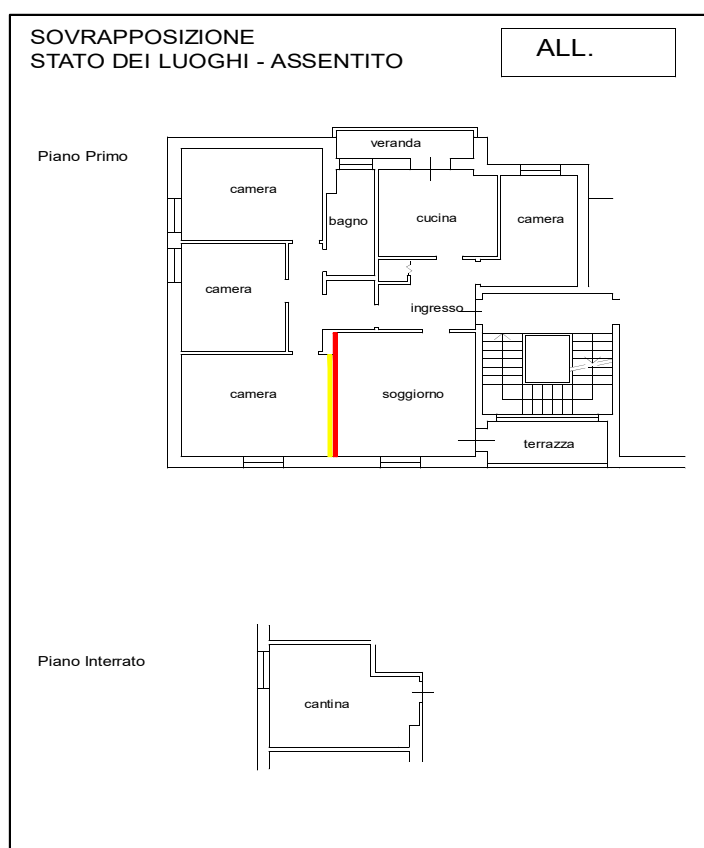 SOVRAPPOSIZIONE
STATO DEI LUOGHI - ASSENTITO
ALL.
Piano Primo
veranda
camera
bagno
cucina
camera
camera
ingresso
camera
soggiorno
terrazza
Piano Interrato
cantina